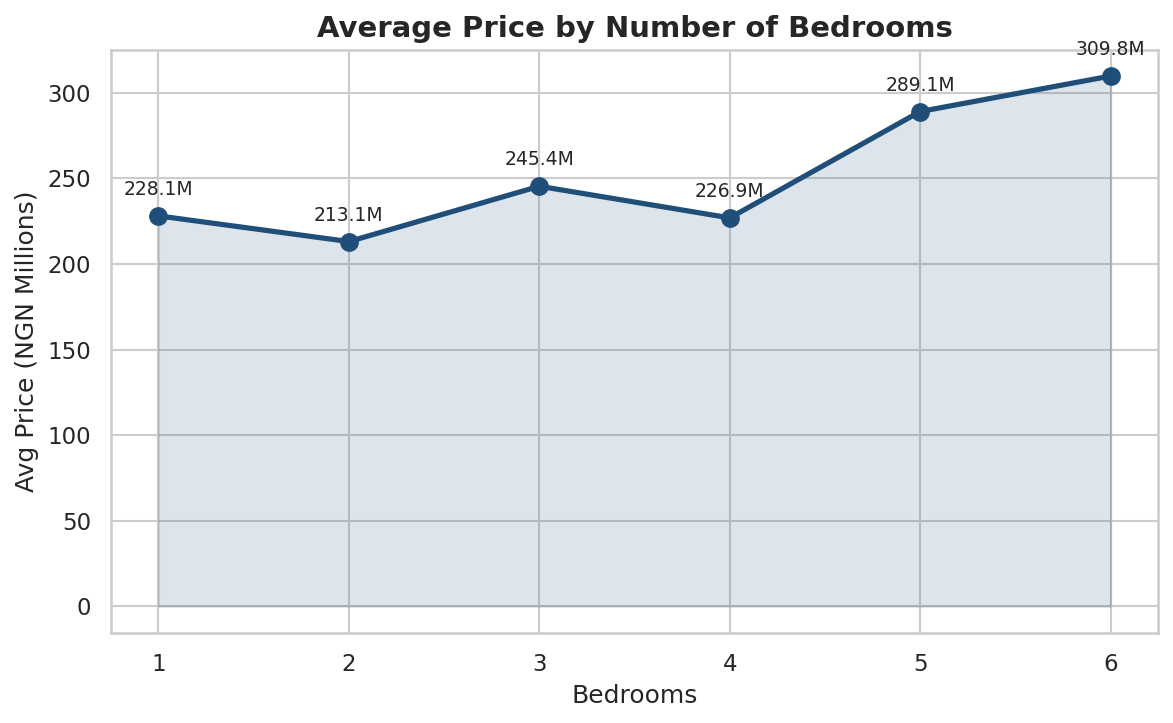 Average Price by Number of Bedrooms
309.8M
289.1M
245.4M
228.1M
226.9M
213.1M
300
250
200
150
100
50
0
Avg Price (NGN Millions)
1 2 3 4 5 6
Bedrooms